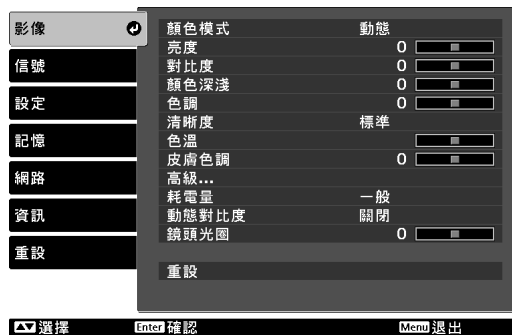 影像
信號
設定
記憶
網路
資訊
重設
顏色模式 動態
亮度 0
對比度 0
顏色深淺 0
色調 0
清晰度 標準
色溫
皮膚色調 0
高級...
耗電量 一般
動態對比度 關閉
鏡頭光圈 0
重設
選擇 Enter 確認 Menu 退出